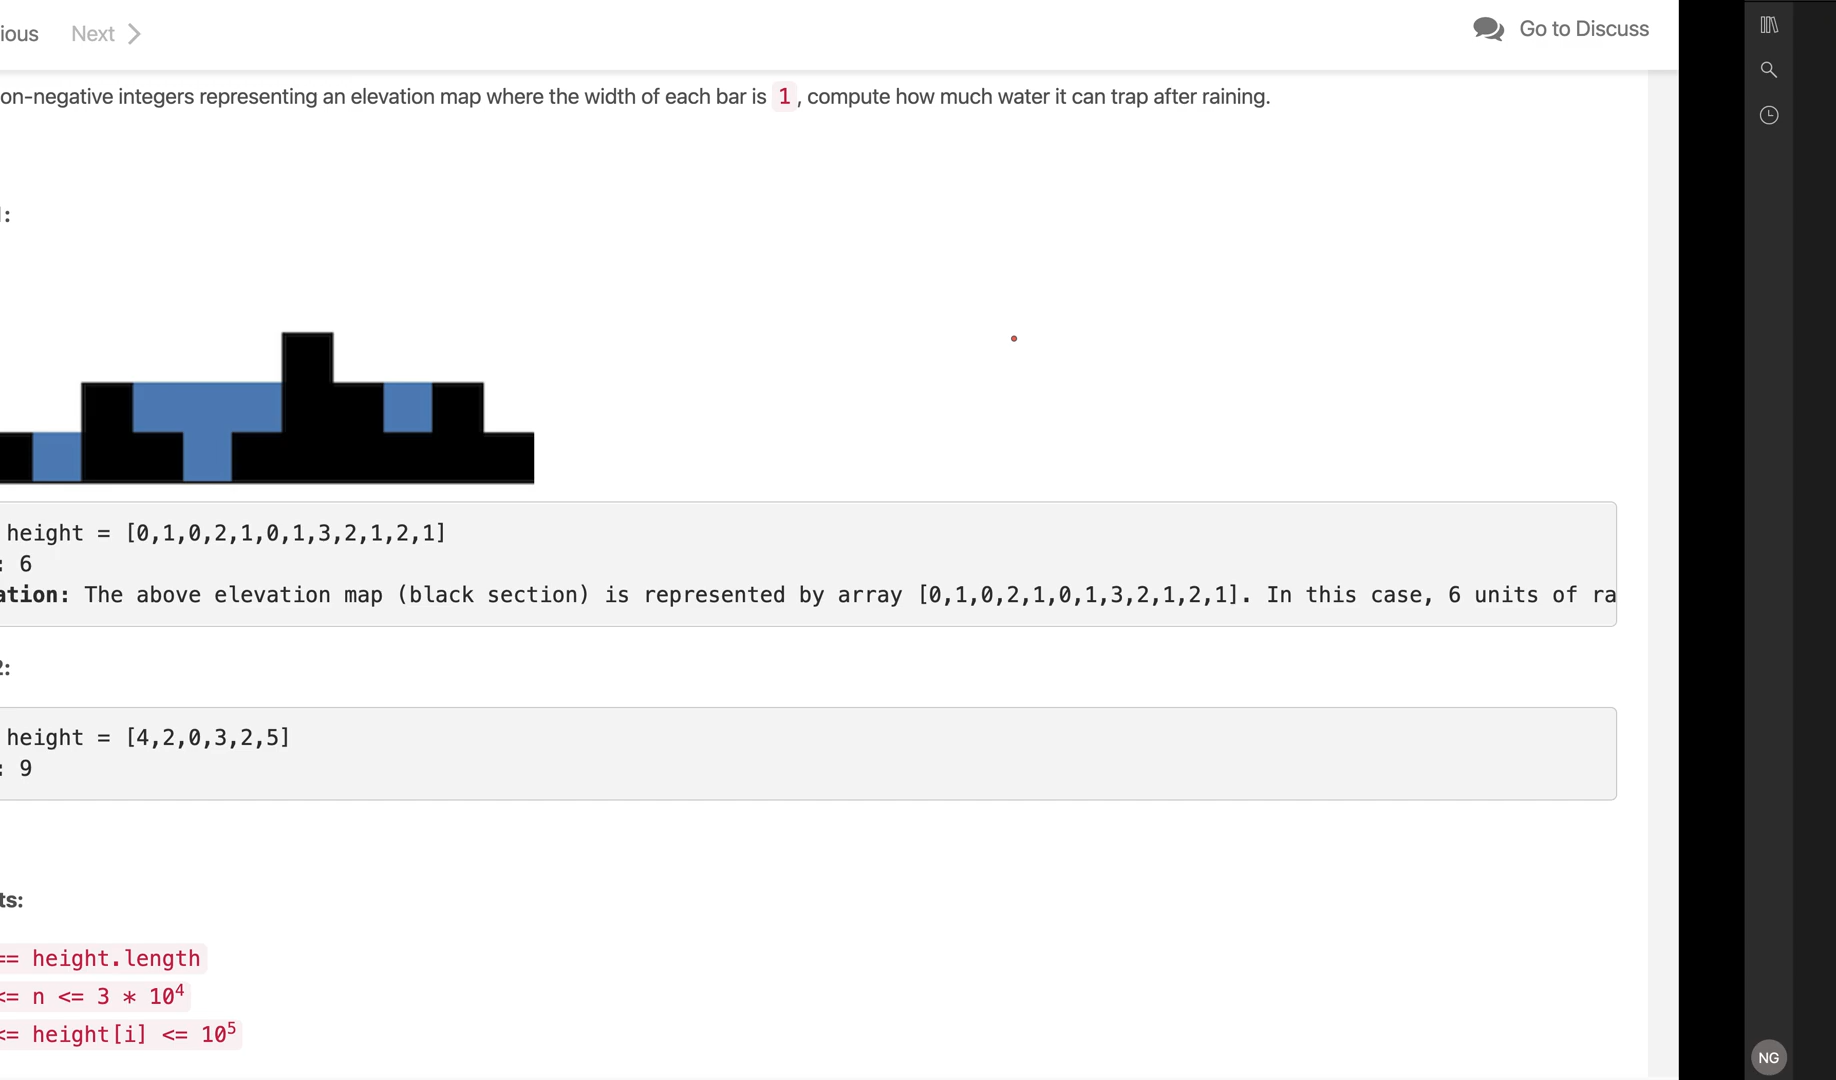 ious Next Go to Discuss
on-negative integers representing an elevation map where the width of each bar is 1, compute how much water it can trap after raining.
:
height = [0,1,0,2,1,0,1,3,2,1,2,1]
: 6
ation: The above elevation map (black section) is represented by array [0,1,0,2,1,0,1,3,2,1,2,1]. In this case, 6 units of ra
2:
height = [4,2,0,3,2,5]
: 9
ts:
== height.length
<= n <= 3 * 10⁴
<= height[i] <= 10⁵
NG